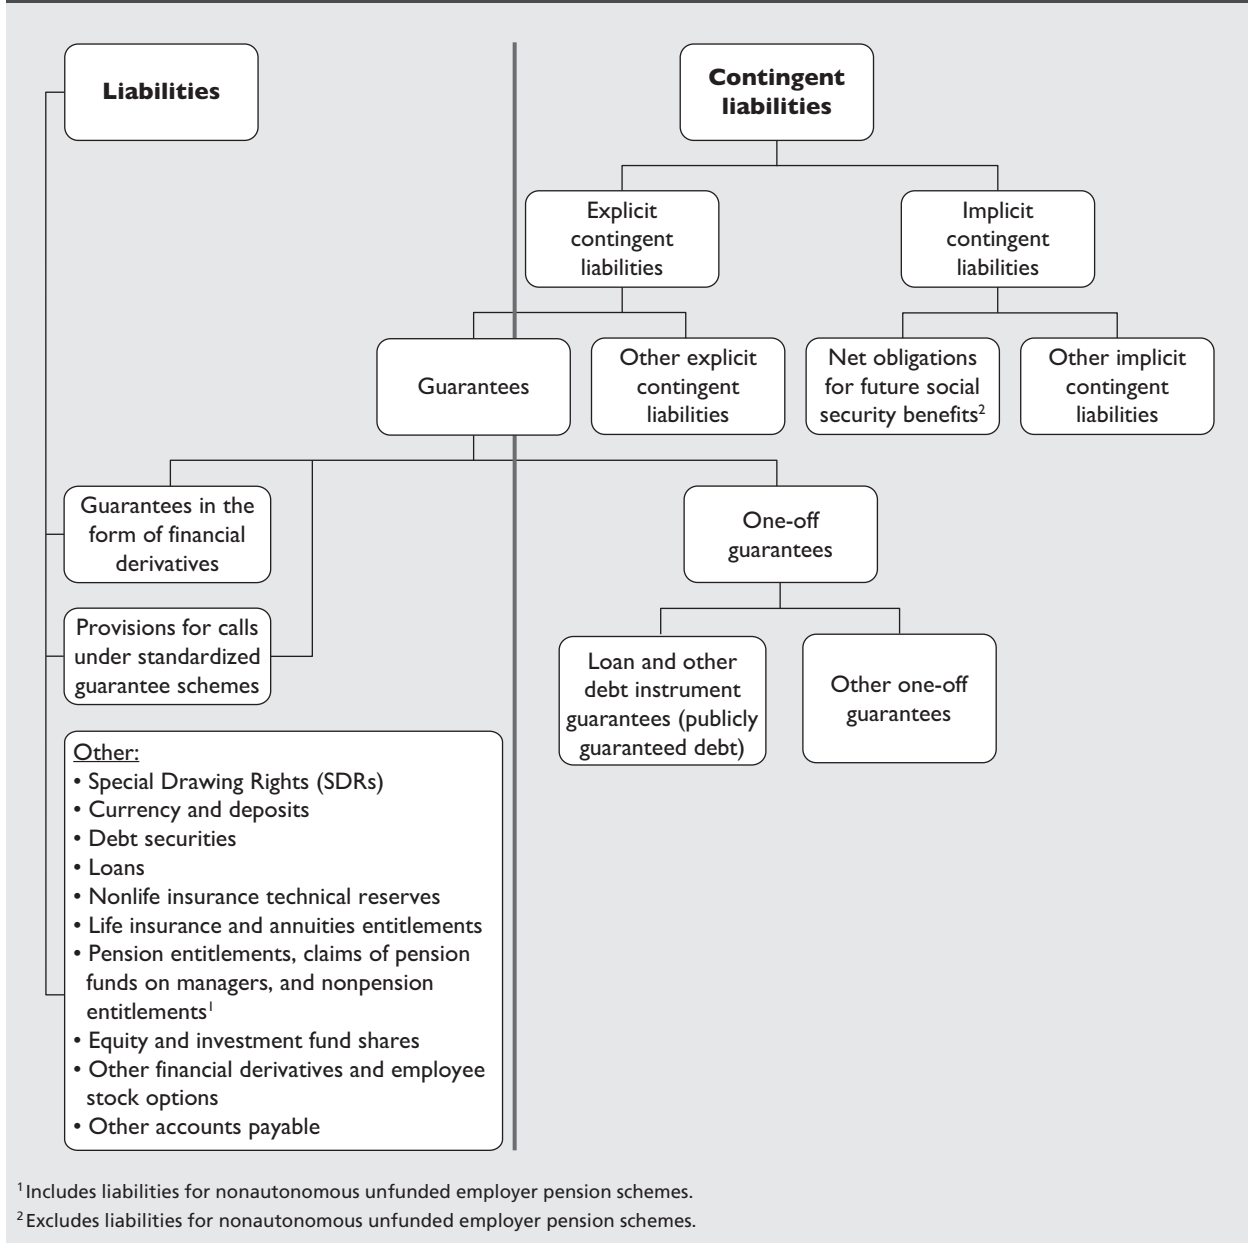 Liabilities
Contingent
liabilities
Explicit
contingent
liabilities
Implicit
contingent
liabilities
Guarantees
Other explicit
contingent
liabilities
Net obligations
for future social
security benefits²
Other implicit
contingent
liabilities
Guarantees in the
form of financial
derivatives
One-off
guarantees
Provisions for calls
under standardized
guarantee schemes
Loan and other
debt instrument
guarantees (publicly
guaranteed debt)
Other one-off
guarantees
Other:
• Special Drawing Rights (SDRs)
• Currency and deposits
• Debt securities
• Loans
• Nonlife insurance technical reserves
• Life insurance and annuities entitlements
• Pension entitlements, claims of pension
funds on managers, and nonpension
entitlements¹
• Equity and investment fund shares
• Other financial derivatives and employee
stock options
• Other accounts payable
¹ Includes liabilities for nonautonomous unfunded employer pension schemes.
² Excludes liabilities for nonautonomous unfunded employer pension schemes.